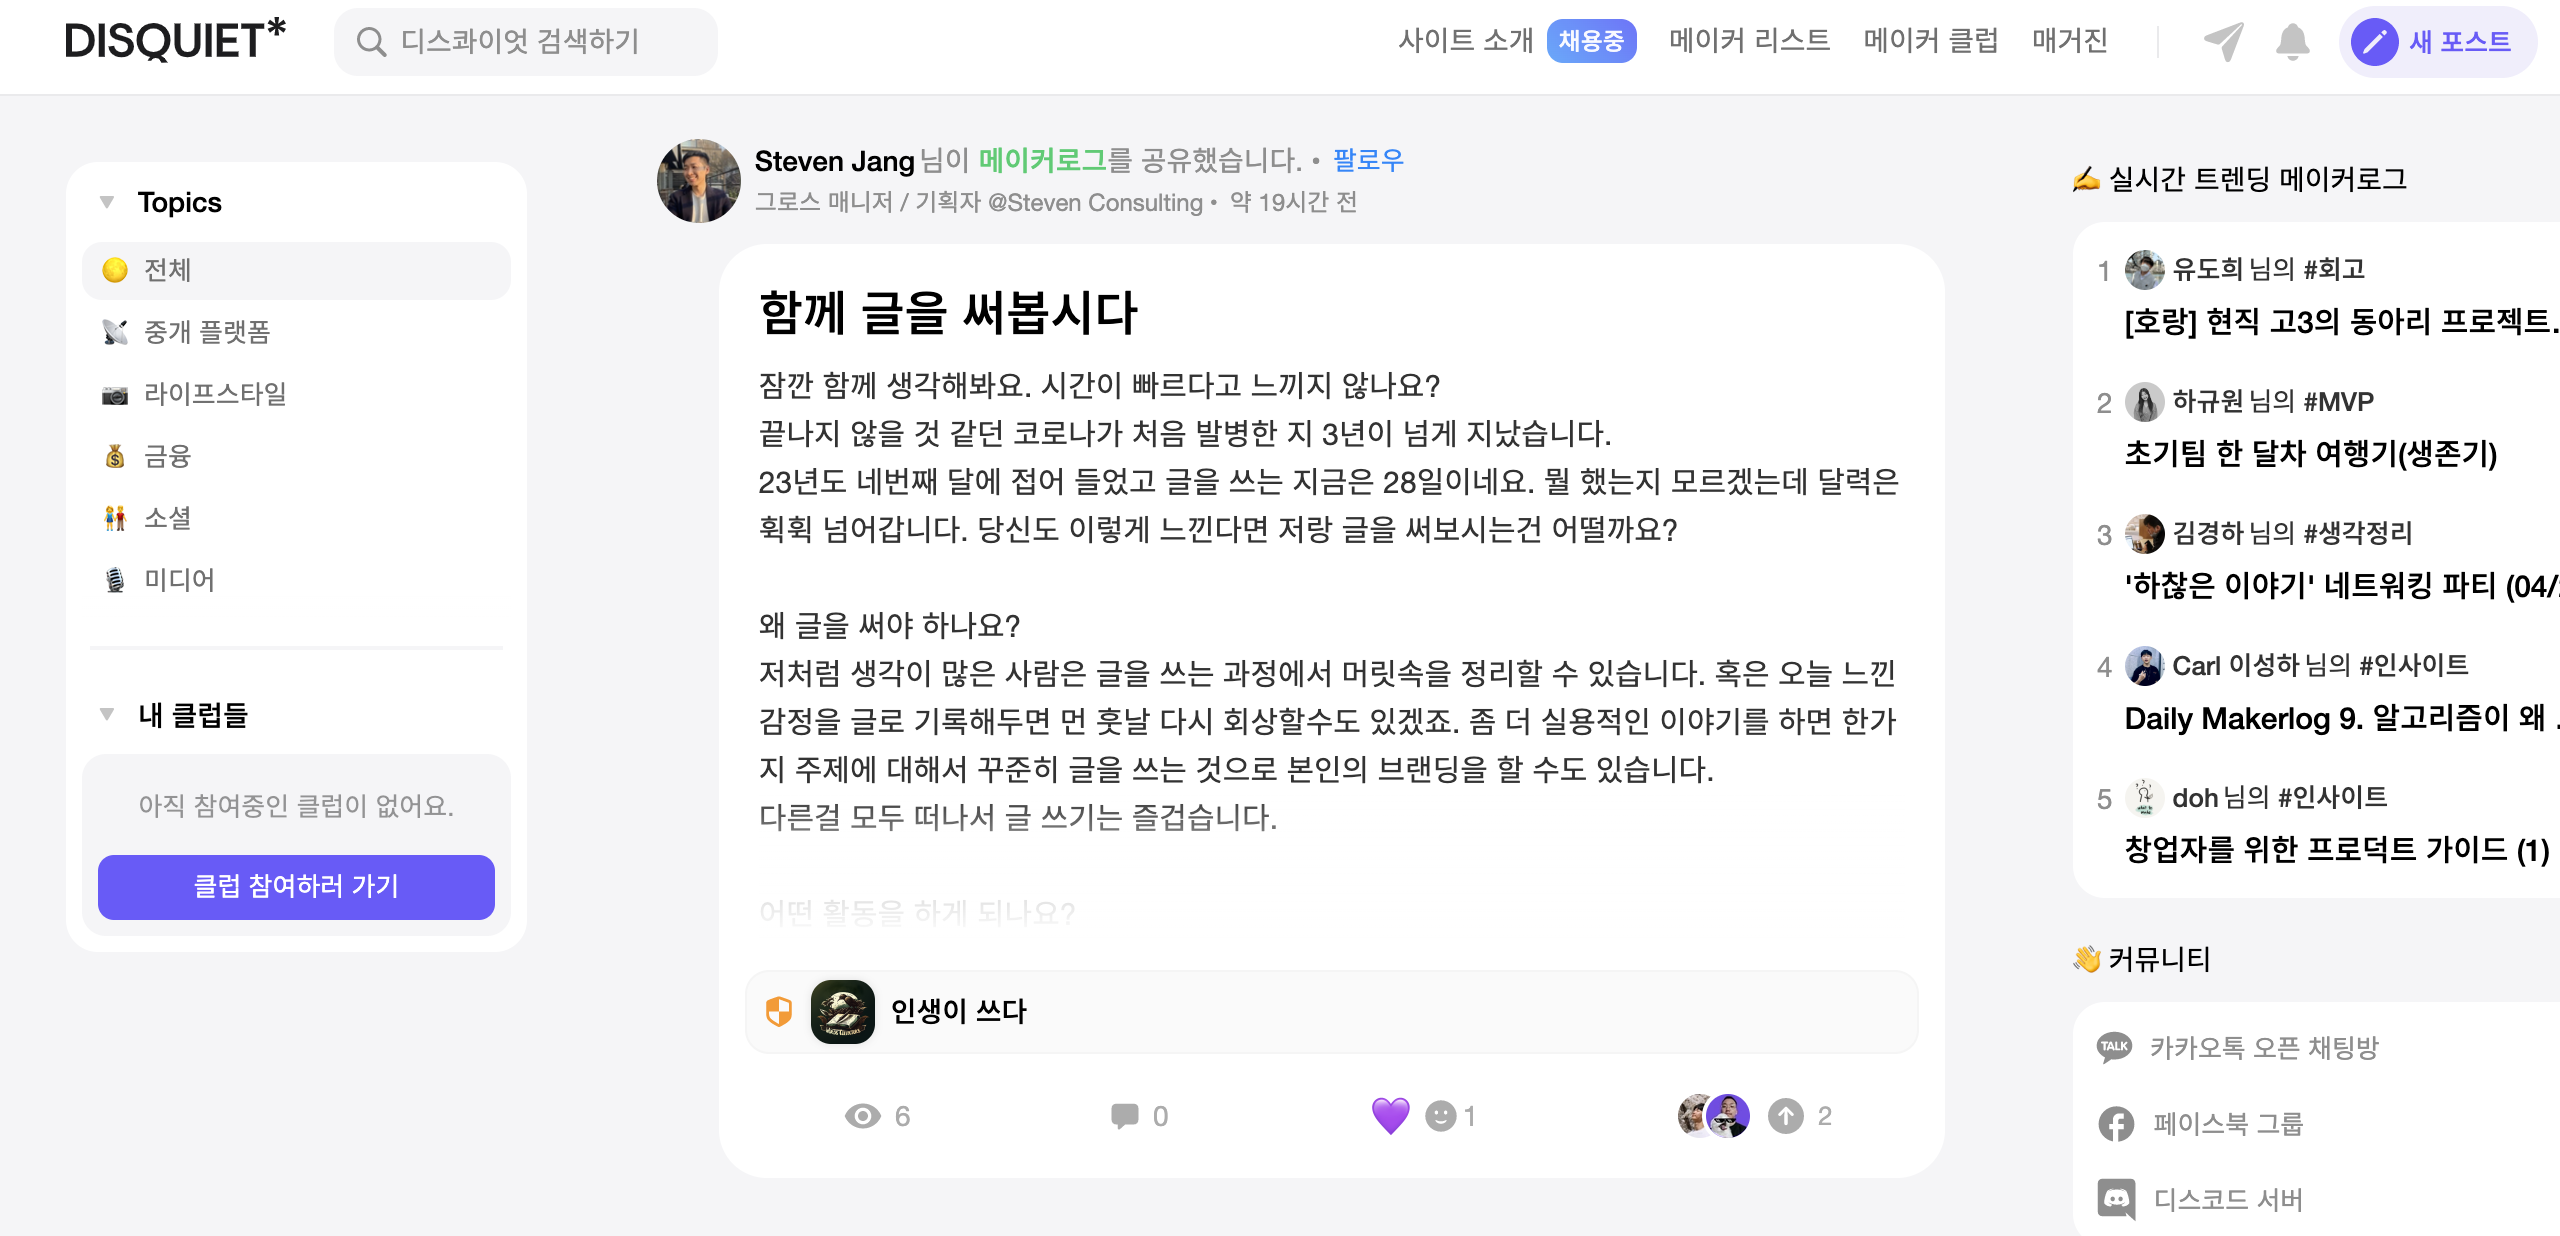 DISQUIET*
디스콰이엇 검색하기
사이트 소개 채용중 메이커 리스트 메이커 클럽 매거진
새 포스트
Topics
전체
중개 플랫폼
라이프스타일
금융
소셜
미디어
내 클럽들
아직 참여중인 클럽이 없어요.
클럽 참여하러 가기
Steven Jang 님이 메이커로그를 공유했습니다. • 팔로우
그로스 매니저 / 기획자 @Steven Consulting • 약 19시간 전
함께 글을 써봅시다
잠깐 함께 생각해봐요. 시간이 빠르다고 느끼지 않나요?
끝나지 않을 것 같던 코로나가 처음 발병한 지 3년이 넘게 지났습니다.
23년도 네번째 달에 접어 들었고 글을 쓰는 지금은 28일이네요. 뭘 했는지 모르겠는데 달력은
휙휙 넘어갑니다. 당신도 이렇게 느낀다면 저랑 글을 써보시는건 어떨까요?
왜 글을 써야 하나요?
저처럼 생각이 많은 사람은 글을 쓰는 과정에서 머릿속을 정리할 수 있습니다. 혹은 오늘 느낀
감정을 글로 기록해두면 먼 훗날 다시 회상할수도 있겠죠. 좀 더 실용적인 이야기를 하면 한가
지 주제에 대해서 꾸준히 글을 쓰는 것으로 본인의 브랜딩을 할 수도 있습니다.
다른걸 모두 떠나서 글 쓰기는 즐겁습니다.
어떤 활동을 하게 되나요?
인생이 쓰다
6 0 1 2
✍️ 실시간 트렌딩 메이커로그
1 유도희 님의 #회고
[호랑] 현직 고3의 동아리 프로젝트.
2 하규원 님의 #MVP
초기팀 한 달차 여행기(생존기)
3 김경하 님의 #생각정리
'하찮은 이야기' 네트워킹 파티 (04/
4 Carl 이성하 님의 #인사이트
Daily Makerlog 9. 알고리즘이 왜 .
5 doh 님의 #인사이트
창업자를 위한 프로덕트 가이드 (1)
👋 커뮤니티
TALK 카카오톡 오픈 채팅방
페이스북 그룹
디스코드 서버